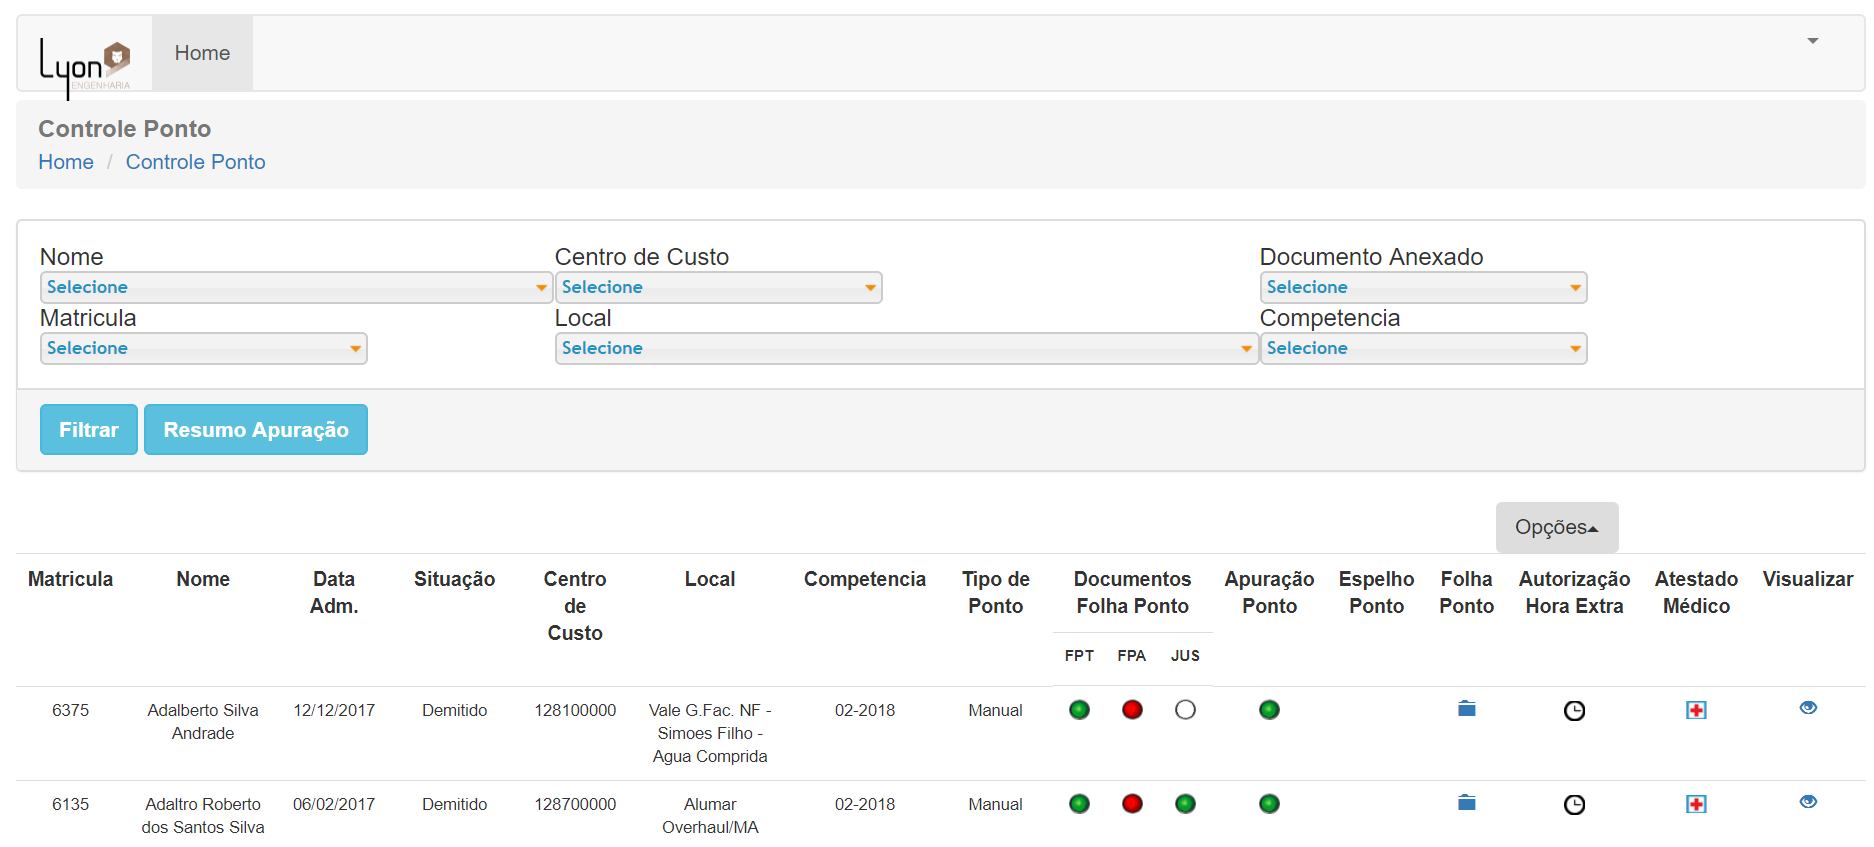 Lyon
ENGENHARIA
Home
Controle Ponto
Home / Controle Ponto
Nome Centro de Custo Documento Anexado
Selecione Selecione Selecione
Matricula Local Competencia
Selecione Selecione Selecione
Filtrar Resumo Apuração
Opções
Matricula Nome Data Situação Centro Local Competencia Tipo de Documentos Apuração Espelho Folha Autorização Atestado Visualizar
Adm. de Ponto Folha Ponto Ponto Ponto Ponto Hora Extra Médico
Custo
FPT FPA JUS
6375 Adalberto Silva 12/12/2017 Demitido 128100000 Vale G.Fac. NF - 02-2018 Manual
Andrade Simoes Filho -
Agua Comprida
6135 Adaltro Roberto 06/02/2017 Demitido 128700000 Alumar 02-2018 Manual
dos Santos Silva Overhaul/MA